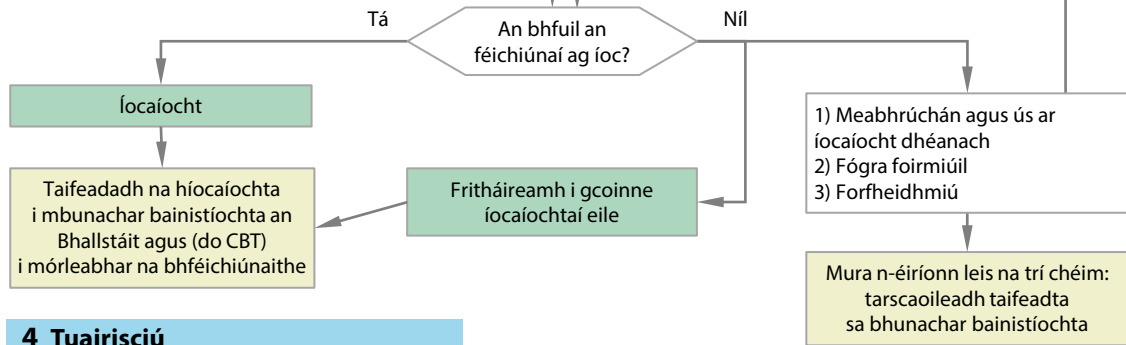 Tá
An bhfuil an
féichiúnaí ag íoc?
Níl
Íocaíocht
Taifeadadh na híocaíochta
i mbunachar bainistíochta an
Bhallstáit agus (do CBT)
i mórleabhar na bhféichiúnaithe
Fritháireamh i gcoinne
íocaíochtaí eile
1) Meabhrúchán agus ús ar
íocaíocht dhéanach
2) Fógra foirmiúil
3) Forfheidhmiú
Mura n-éiríonn leis na trí chéim:
tarscaoileadh taifeadta
sa bhunachar bainistíochta
4 Tuairisciú